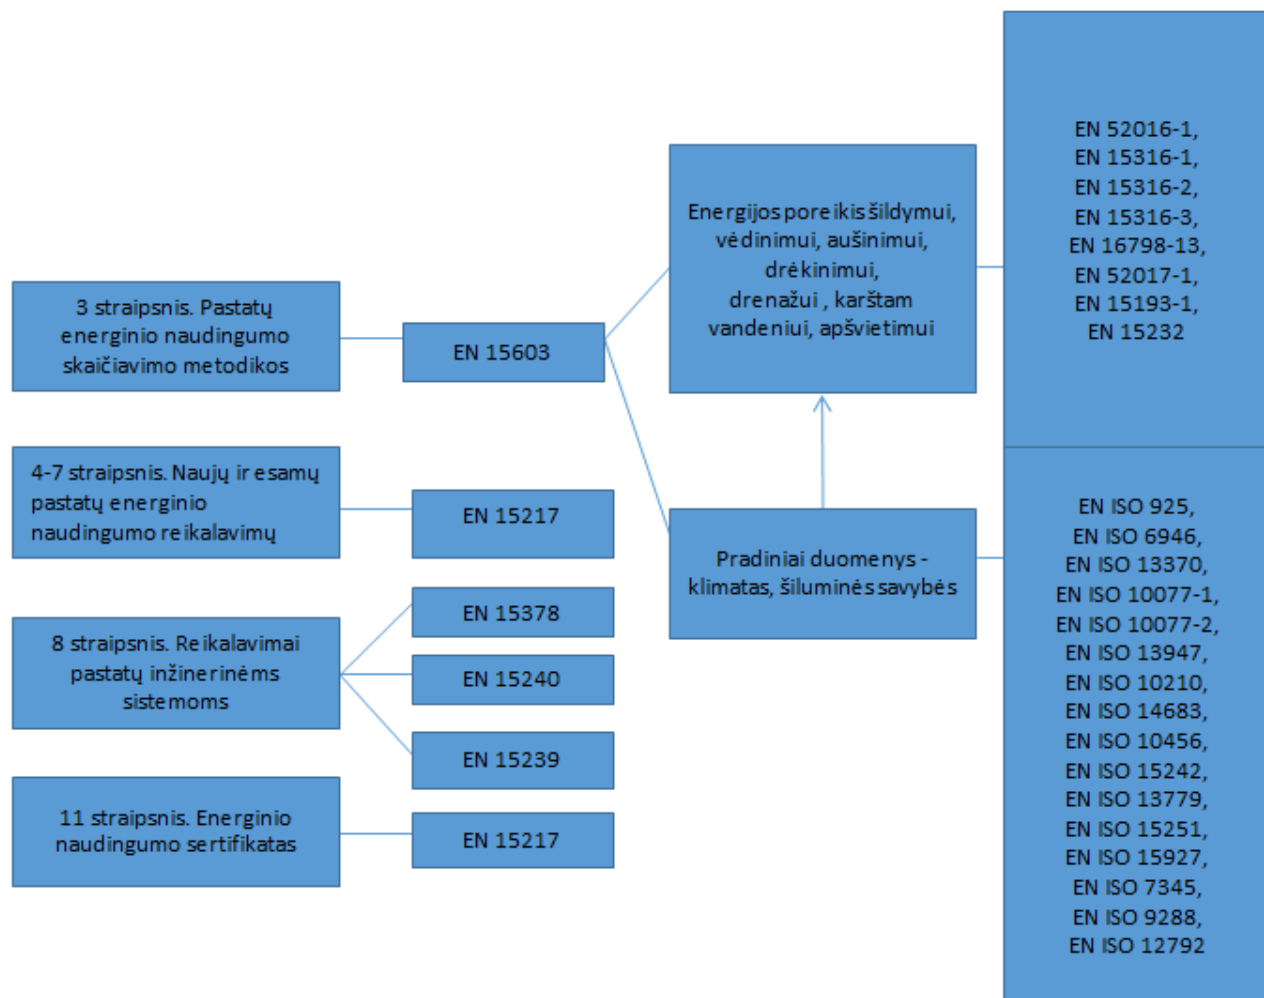 3 straipsnis. Pastatų
energinio naudingumo
skaičiavimo metodikos
EN 15603
Energijos poreikis šildymui,
vėdinimui, aušinimui,
drėkinimui,
drenažui , karštam
vandeniui, apšvietimui
EN 52016-1,
EN 15316-1,
EN 15316-2,
EN 15316-3,
EN 16798-13,
EN 52017-1,
EN 15193-1,
EN 15232
4-7 straipsnis. Naujų ir esamų
pastatų energinio
naudingumo reikalavimų
EN 15217
Pradiniai duomenys -
klimatas, šiluminės savybės
EN ISO 925,
EN ISO 6946,
EN ISO 13370,
EN ISO 10077-1,
EN ISO 10077-2,
EN ISO 13947,
EN ISO 10210,
EN ISO 14683,
EN ISO 10456,
EN ISO 15242,
EN ISO 13779,
EN ISO 15251,
EN ISO 15927,
EN ISO 7345,
EN ISO 9288,
EN ISO 12792
8 straipsnis. Reikalavimai
pastatų inžinerinėms
sistemoms
EN 15378
EN 15240
EN 15239
11 straipsnis. Energinio
naudingumo sertifikatas
EN 15217